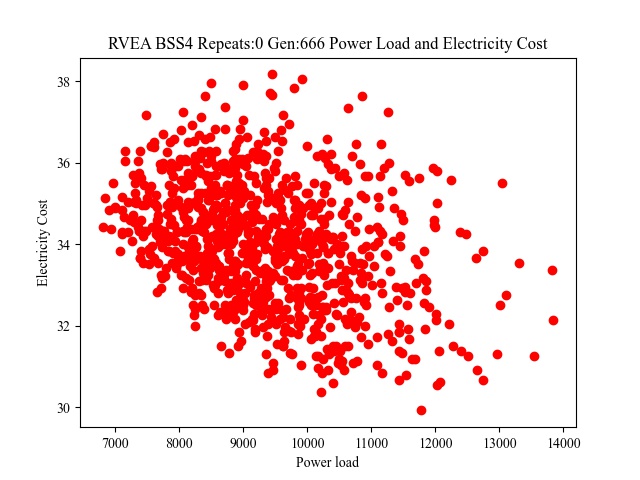 RVEA BSS4 Repeats:0 Gen:666 Power Load and Electricity Cost
38
36
34
32
30
Electricity Cost
7000 8000 9000 10000 11000 12000 13000 14000
Power load